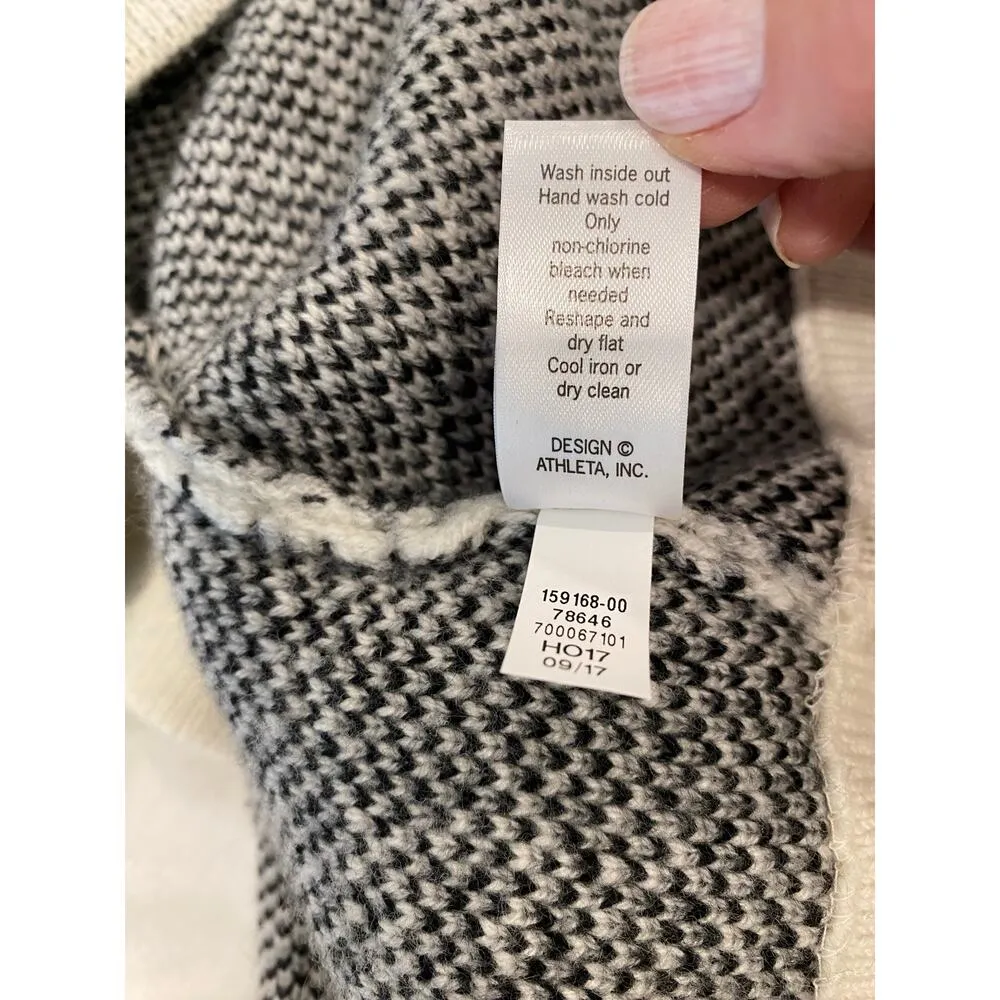 Wash inside out
Hand wash cold
Only
non-chlorine
bleach when
needed
Reshape and
dry flat
Cool iron or
dry clean
DESIGN ©
ATHLETA, INC.
159168-00
78646
700067101
HO17
09/17